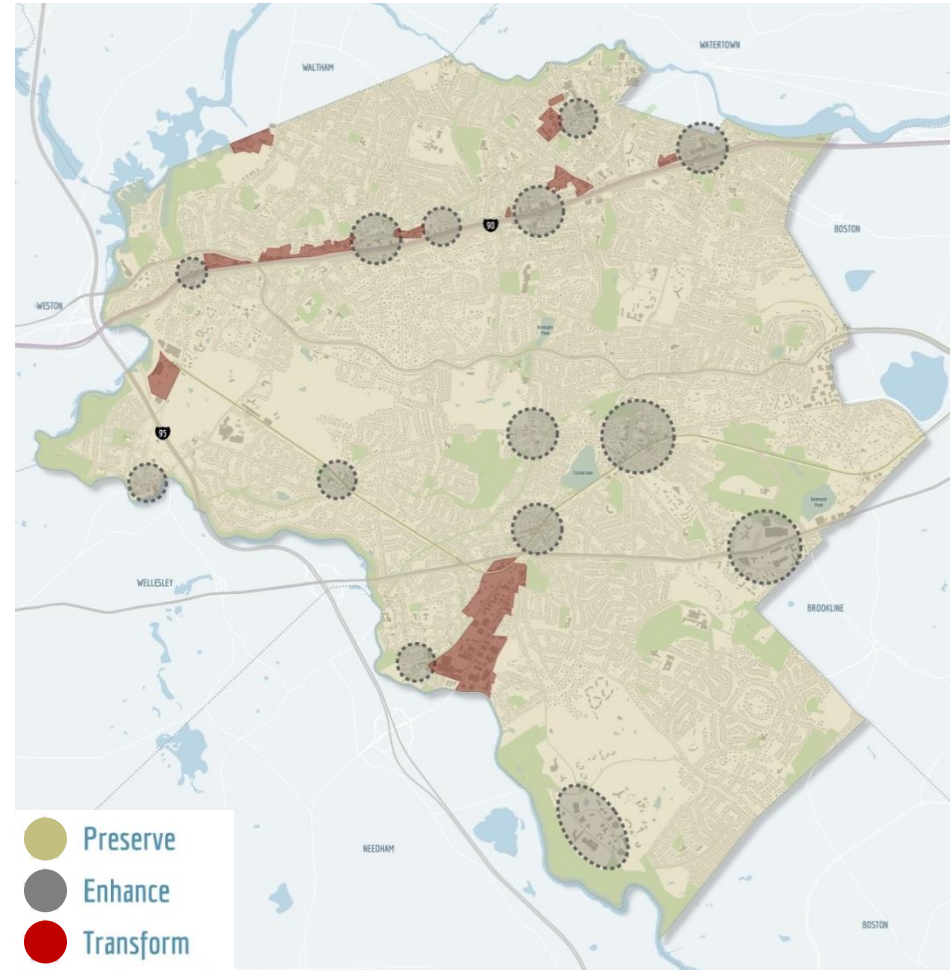 WATERTOWN
WALTHAM
90
BOSTON
WESTON
95
WELLESLEY
BROOKLINE
NEEDHAM
BOSTON
Preserve
Enhance
Transform